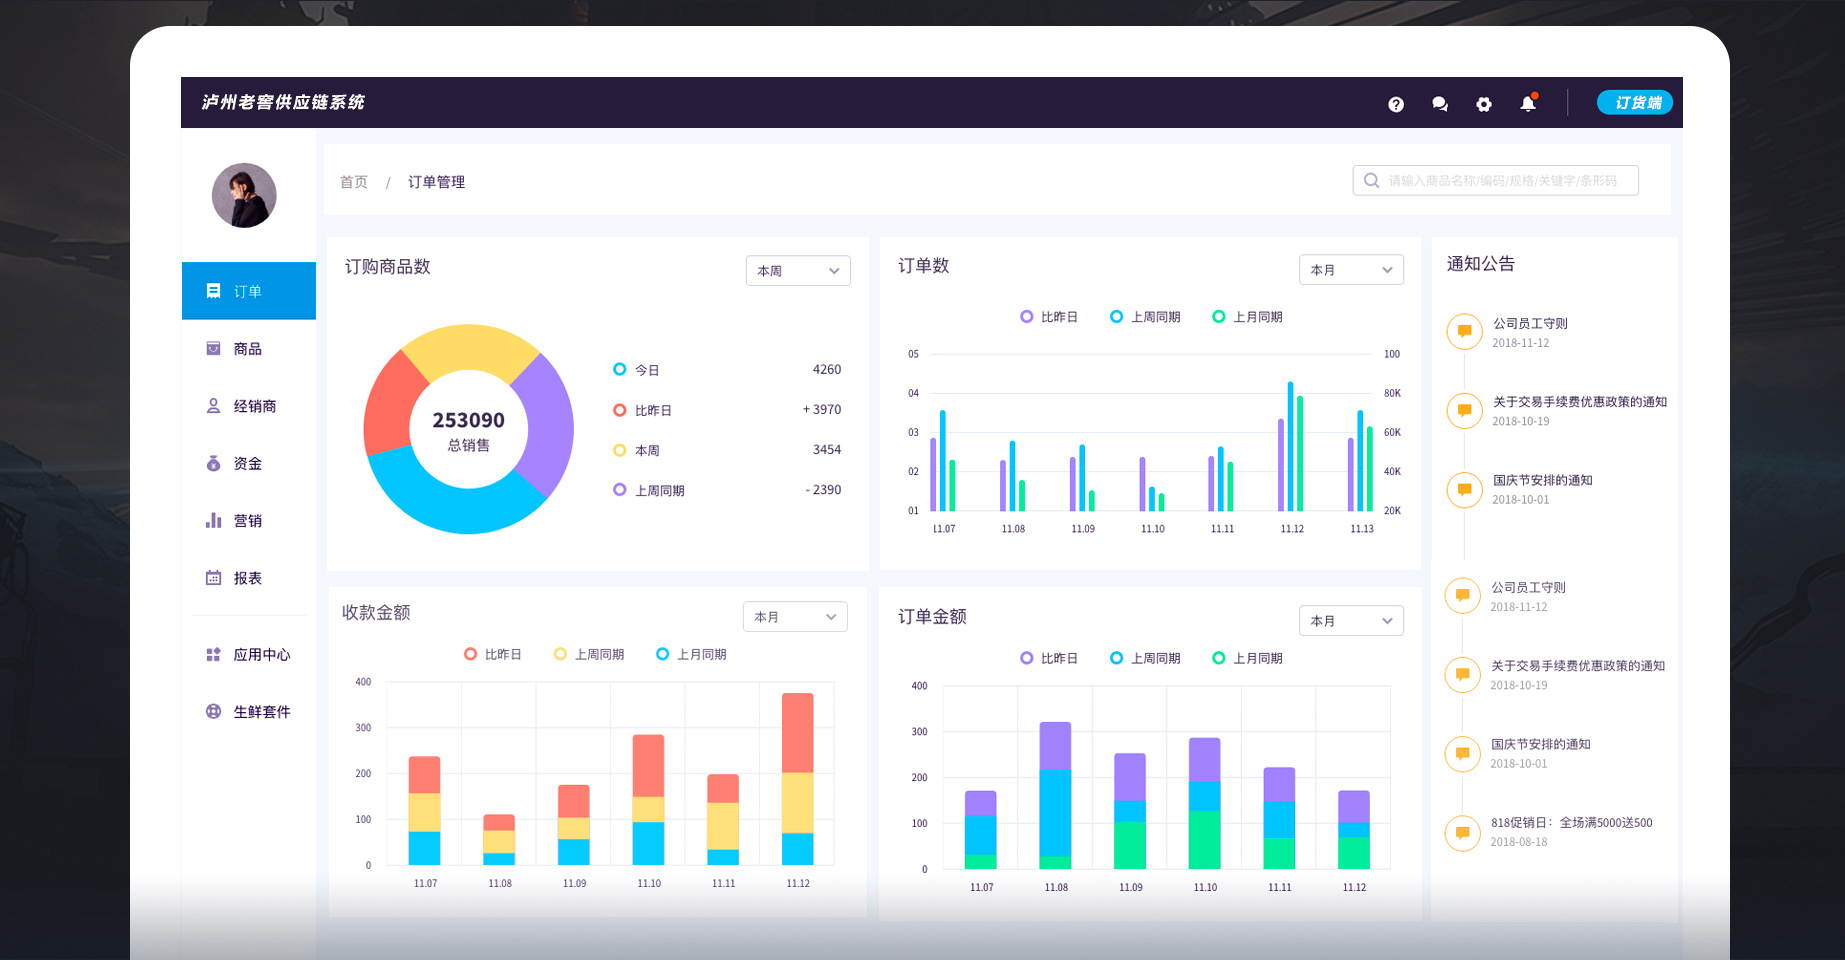 泸州老窖供应链系统
订货端
首页 / 订单管理
请输入商品名称/编码/规格/关键字/条形码
订单
商品
经销商
资金
营销
报表
应用中心
生鲜套件
订购商品数
本周
253090
总销售
今日 4260
比昨日 + 3970
本周 3454
上周同期 - 2390
订单数
本月
比昨日 上周同期 上月同期
05 100
04 80K
03 60K
02 40K
01 20K
11.07 11.08 11.09 11.10 11.11 11.12 11.13
收款金额
本月
比昨日 上周同期 上月同期
400
300
200
100
0
11.07 11.08 11.09 11.10 11.11 11.12
订单金额
本月
比昨日 上周同期 上月同期
400
300
200
100
0
11.07 11.08 11.09 11.10 11.11 11.12
通知公告
公司员工守则
2018-11-12
关于交易手续费优惠政策的通知
2018-10-19
国庆节安排的通知
2018-10-01
公司员工守则
2018-11-12
关于交易手续费优惠政策的通知
2018-10-19
国庆节安排的通知
2018-10-01
818促销日：全场满5000送500
2018-08-18